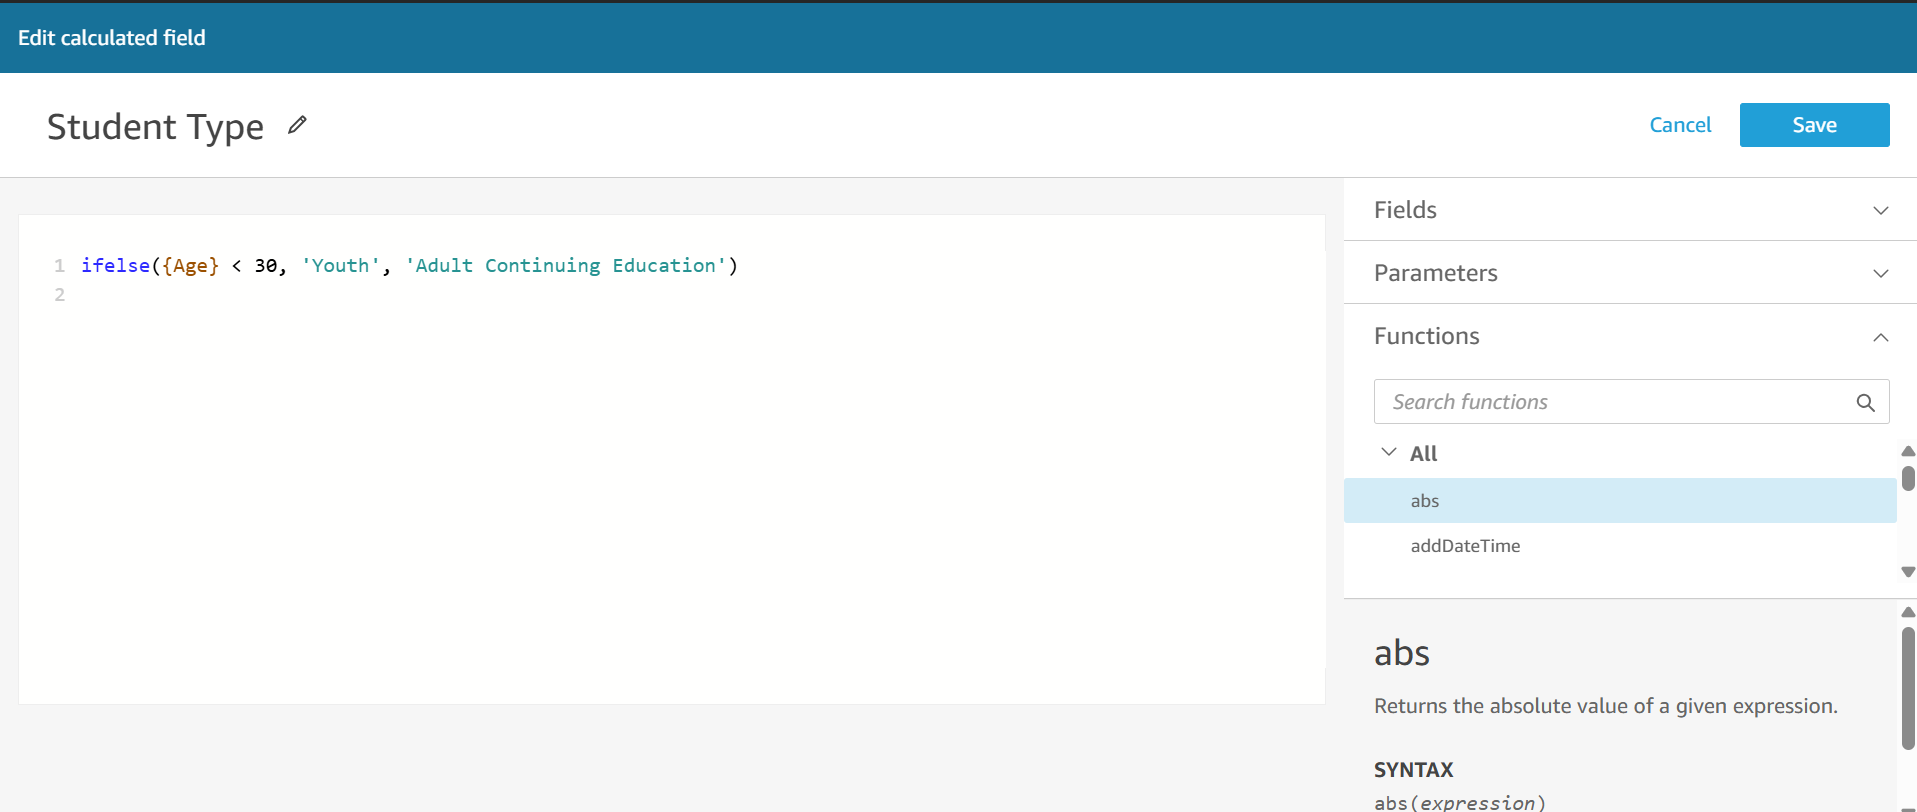 Edit calculated field
Student Type
Cancel
Save
1 ifelse({Age} < 30, 'Youth', 'Adult Continuing Education')
2
Fields
Parameters
Functions
Search functions
All
abs
addDateTime
abs
Returns the absolute value of a given expression.
SYNTAX
abs(expression)